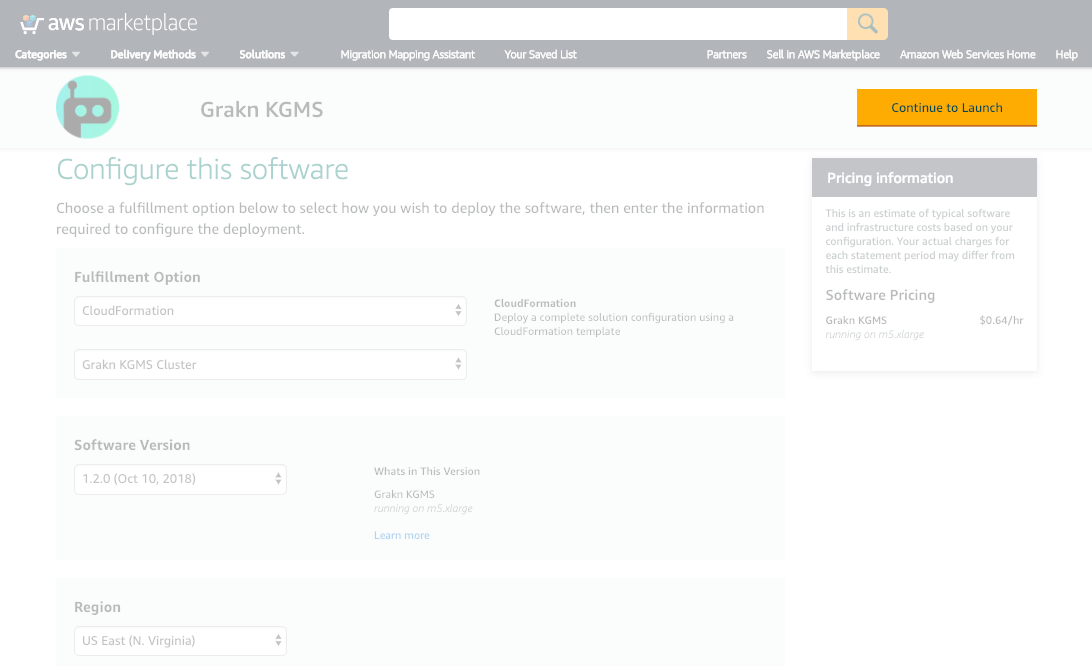 aws marketplace
Categories Delivery Methods Solutions Migration Mapping Assistant Your Saved List Partners Sell in AWS Marketplace Amazon Web Services Home Help
Grakn KGMS
Continue to Launch
Configure this software
Choose a fulfillment option below to select how you wish to deploy the software, then enter the information
required to configure the deployment.
Fulfillment Option
CloudFormation
CloudFormation
Deploy a complete solution configuration using a
CloudFormation template
Grakn KGMS Cluster
Software Version
1.2.0 (Oct 10, 2018)
Whats in This Version
Grakn KGMS
running on m5.xlarge
Learn more
Region
US East (N. Virginia)
Pricing information
This is an estimate of typical software
and infrastructure costs based on your
configuration. Your actual charges for
each statement period may differ from
this estimate.
Software Pricing
Grakn KGMS $0.64/hr
running on m5.xlarge